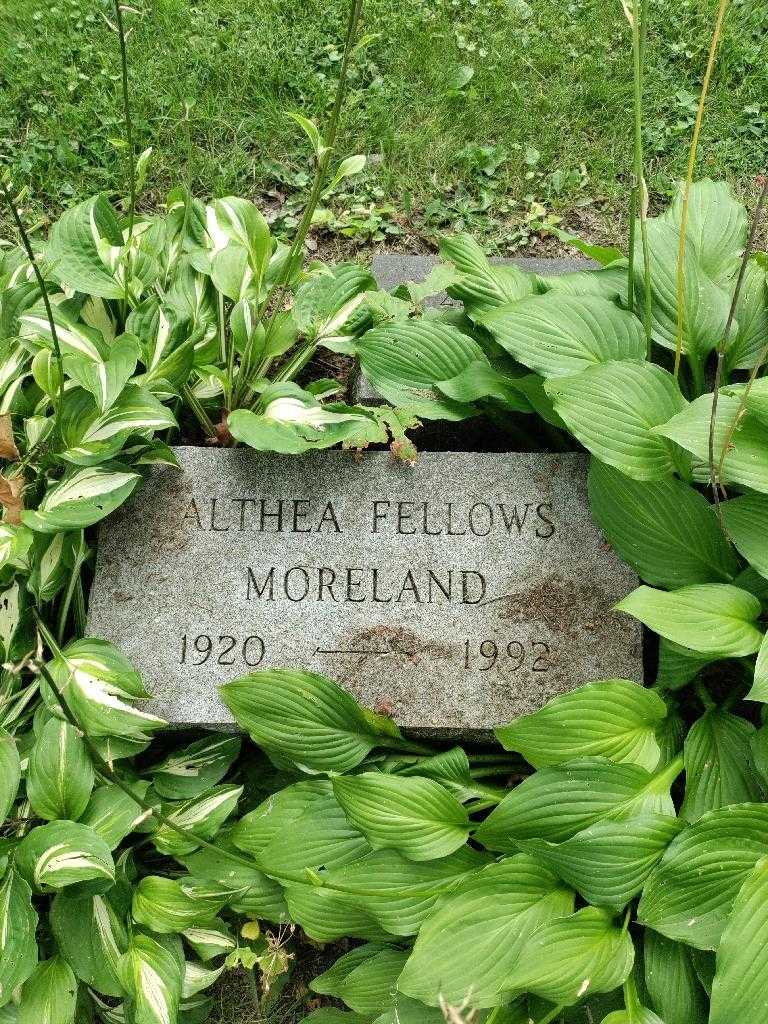 ALTHEA FELLOWS
MORELAND
1920 — 1992